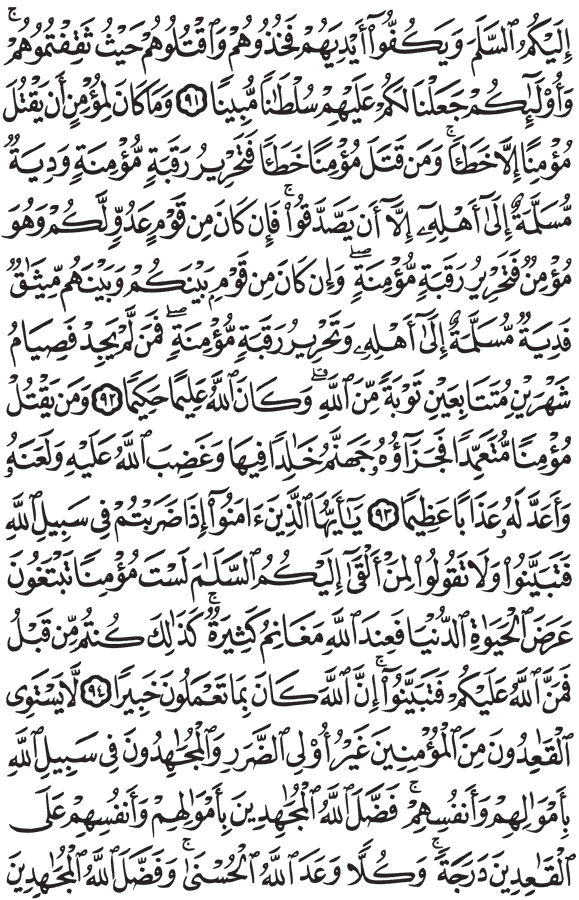 إِلَيْكُمُ ٱلسَّلَمَ وَيَكُفُّوٓا۟ أَيْدِيَهُمْ فَخُذُوهُمْ وَٱقْتُلُوهُمْ حَيْثُ ثَقِفْتُمُوهُمْ ۚ
وَأُو۟لَـٰٓئِكُمْ جَعَلْنَا لَكُمْ عَلَيْهِمْ سُلْطَـٰنًا مُّبِينًا ٩١ وَمَا كَانَ لِمُؤْمِنٍ أَن يَقْتُلَ
مُؤْمِنًا إِلَّا خَطَـًٔا ۚ وَمَن قَتَلَ مُؤْمِنًا خَطَـًٔا فَتَحْرِيرُ رَقَبَةٍ مُّؤْمِنَةٍ وَدِيَةٌ
مُّسَلَّمَةٌ إِلَىٰٓ أَهْلِهِۦٓ إِلَّآ أَن يَصَّدَّقُوا۟ ۚ فَإِن كَانَ مِن قَوْمٍ عَدُوٍّ لَّكُمْ وَهُوَ
مُؤْمِنٌ فَتَحْرِيرُ رَقَبَةٍ مُّؤْمِنَةٍ ۖ وَإِن كَانَ مِن قَوْمٍۭ بَيْنَكُمْ وَبَيْنَهُم مِّيثَـٰقٌ
فَدِيَةٌ مُّسَلَّمَةٌ إِلَىٰٓ أَهْلِهِۦ وَتَحْرِيرُ رَقَبَةٍ مُّؤْمِنَةٍ ۖ فَمَن لَّمْ يَجِدْ فَصِيَامُ
شَهْرَيْنِ مُتَتَابِعَيْنِ تَوْبَةً مِّنَ ٱللَّهِ ۗ وَكَانَ ٱللَّهُ عَلِيمًا حَكِيمًا ٩٢ وَمَن يَقْتُلْ
مُؤْمِنًا مُّتَعَمِّدًا فَجَزَآؤُهُۥ جَهَنَّمُ خَـٰلِدًا فِيهَا وَغَضِبَ ٱللَّهُ عَلَيْهِ وَلَعَنَهُۥ
وَأَعَدَّ لَهُۥ عَذَابًا عَظِيمًا ٩٣ يَـٰٓأَيُّهَا ٱلَّذِينَ ءَامَنُوٓا۟ إِذَا ضَرَبْتُمْ فِى سَبِيلِ ٱللَّهِ
فَتَبَيَّنُوا۟ وَلَا تَقُولُوا۟ لِمَنْ أَلْقَىٰٓ إِلَيْكُمُ ٱلسَّلَـٰمَ لَسْتَ مُؤْمِنًا تَبْتَغُونَ
عَرَضَ ٱلْحَيَوٰةِ ٱلدُّنْيَا فَعِندَ ٱللَّهِ مَغَانِمُ كَثِيرَةٌ ۚ كَذَٰلِكَ كُنتُم مِّن قَبْلُ
فَمَنَّ ٱللَّهُ عَلَيْكُمْ فَتَبَيَّنُوٓا۟ ۚ إِنَّ ٱللَّهَ كَانَ بِمَا تَعْمَلُونَ خَبِيرًا ٩٤ لَّا يَسْتَوِى
ٱلْقَـٰعِدُونَ مِنَ ٱلْمُؤْمِنِينَ غَيْرُ أُو۟لِى ٱلضَّرَرِ وَٱلْمُجَـٰهِدُونَ فِى سَبِيلِ ٱللَّهِ
بِأَمْوَٰلِهِمْ وَأَنفُسِهِمْ ۚ فَضَّلَ ٱللَّهُ ٱلْمُجَـٰهِدِينَ بِأَمْوَٰلِهِمْ وَأَنفُسِهِمْ عَلَى
ٱلْقَـٰعِدِينَ دَرَجَةً ۚ وَكُلًّا وَعَدَ ٱللَّهُ ٱلْحُسْنَىٰ ۚ وَفَضَّلَ ٱللَّهُ ٱلْمُجَـٰهِدِينَ